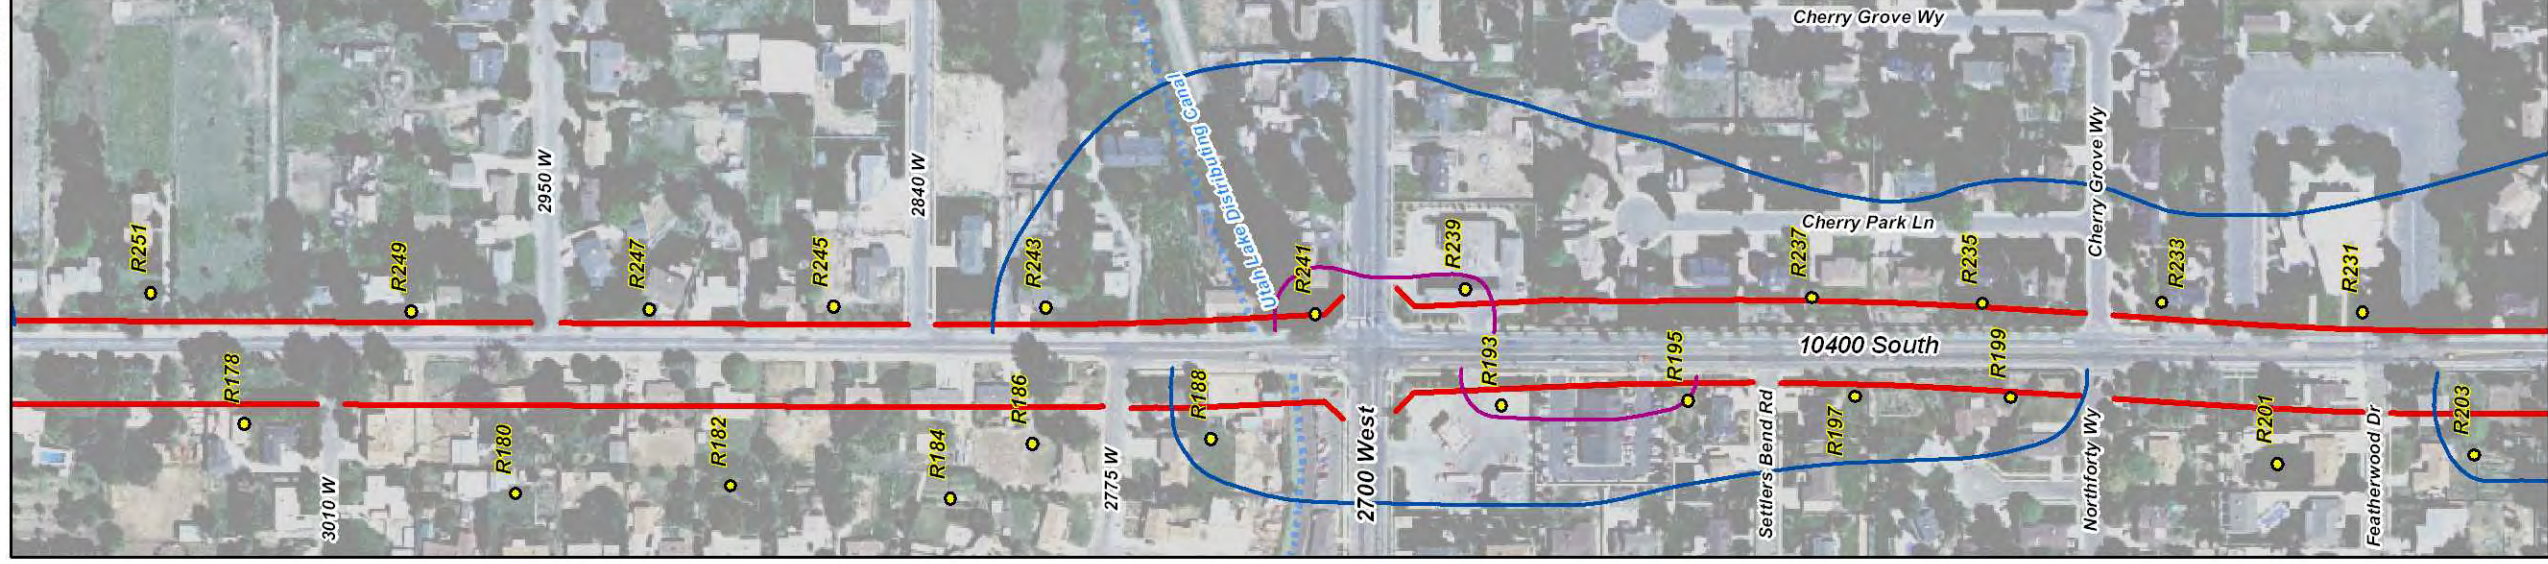 Cherry Grove Wy
Utah Lake Distributing Canal
2950 W
2840 W
Cherry Grove Wy
R251
R249
R247
R245
R243
R241
R239
R237
Cherry Park Ln
R235
R233
R231
10400 South
R178
R180
R182
R184
R186
R188
R193
R195
R197
R199
R201
R203
3010 W
2775 W
2700 West
Settlers Bend Rd
Northforty Wy
Featherwood Dr